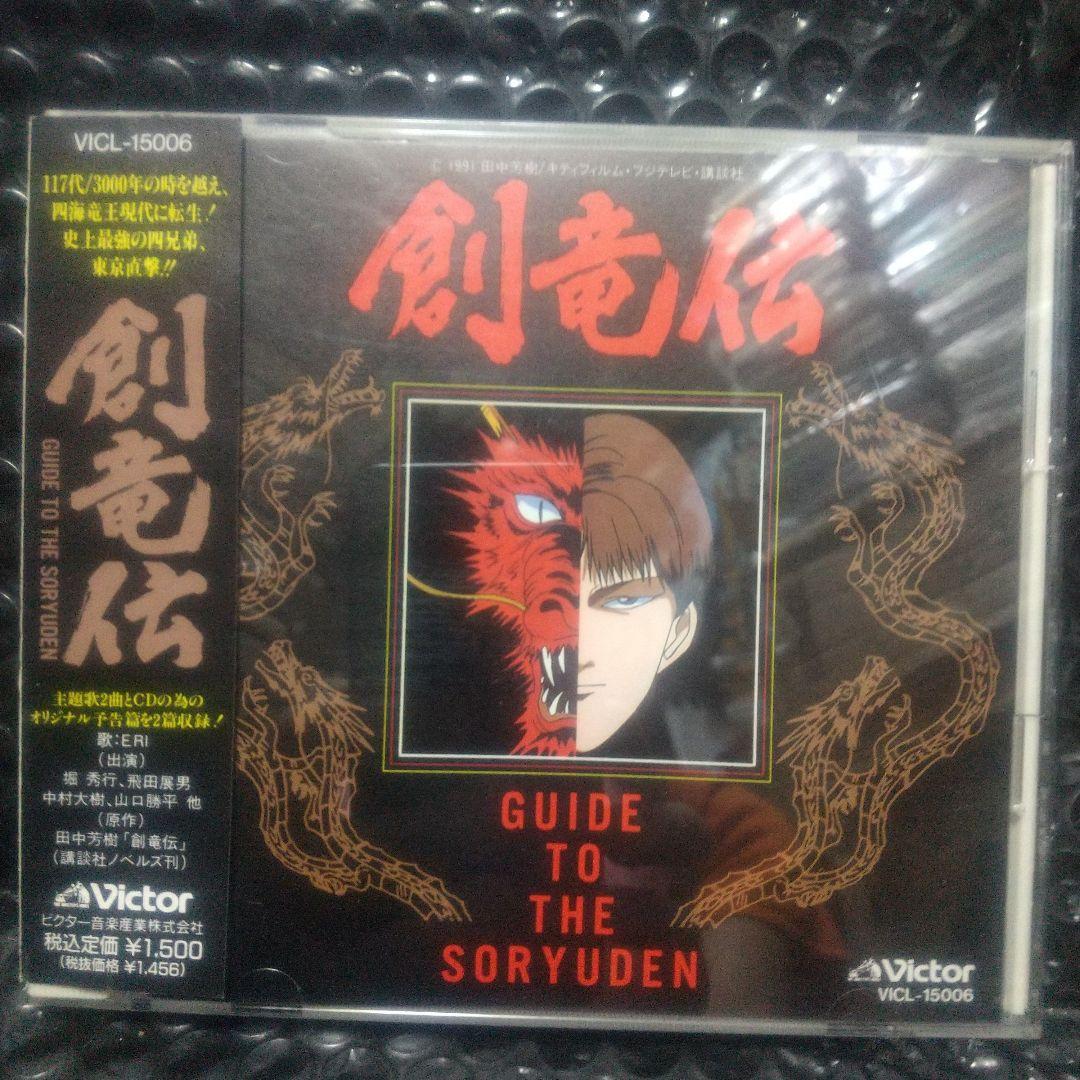 VICL-15006
117代/3000年の時を越え、
四海竜王現代に転生!
史上最強の四兄弟、
東京直撃!!
創竜伝
GUIDE TO THE SORYUDEN
主題歌2曲とCDの為の
オリジナル予告篇を2篇収録!
歌:ERI
(出演)
堀 秀行、飛田展男
中村大樹、山口勝平 他
(原作)
田中芳樹「創竜伝」
(講談社ノベルズ刊)
Victor
ビクター音楽産業株式会社
税込定価 ¥1,500
(税抜価格 ¥1,456)
© 1991 田中芳樹/キティフィルム・フジテレビ・講談社
創竜伝
GUIDE
TO
THE
SORYUDEN
Victor
VICL-15006